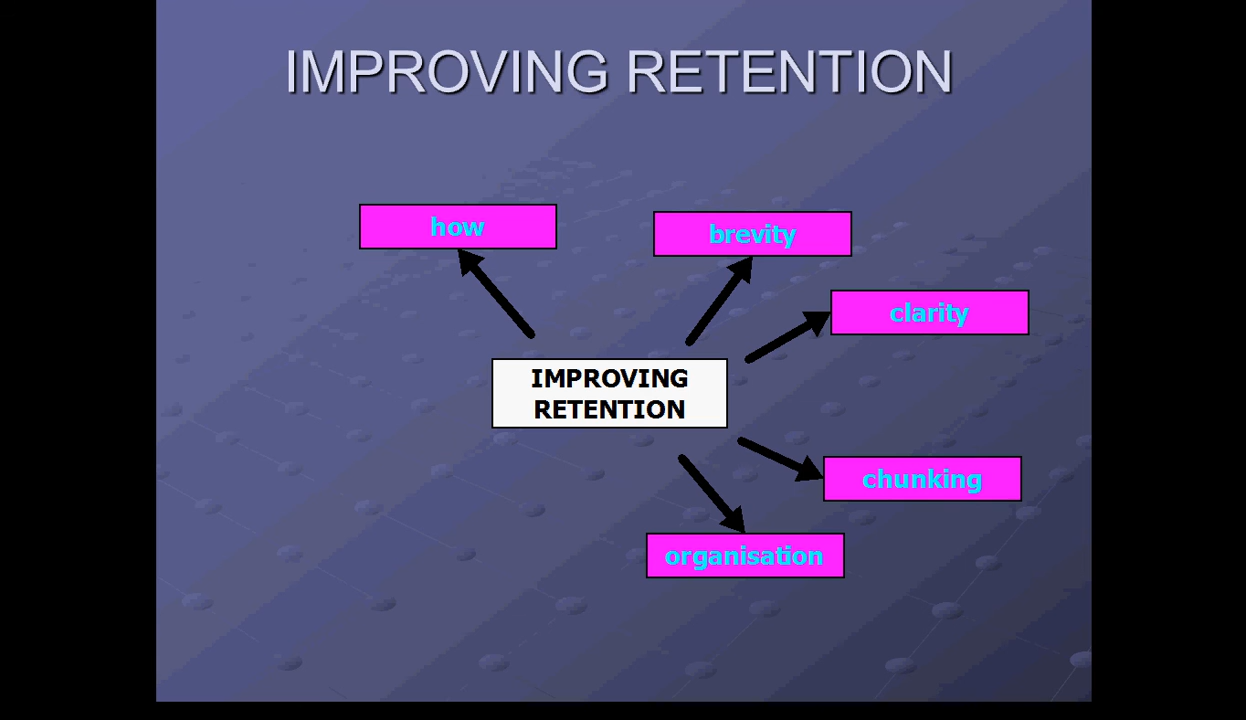 IMPROVING RETENTION
how
brevity
clarity
IMPROVING
RETENTION
chunking
organisation